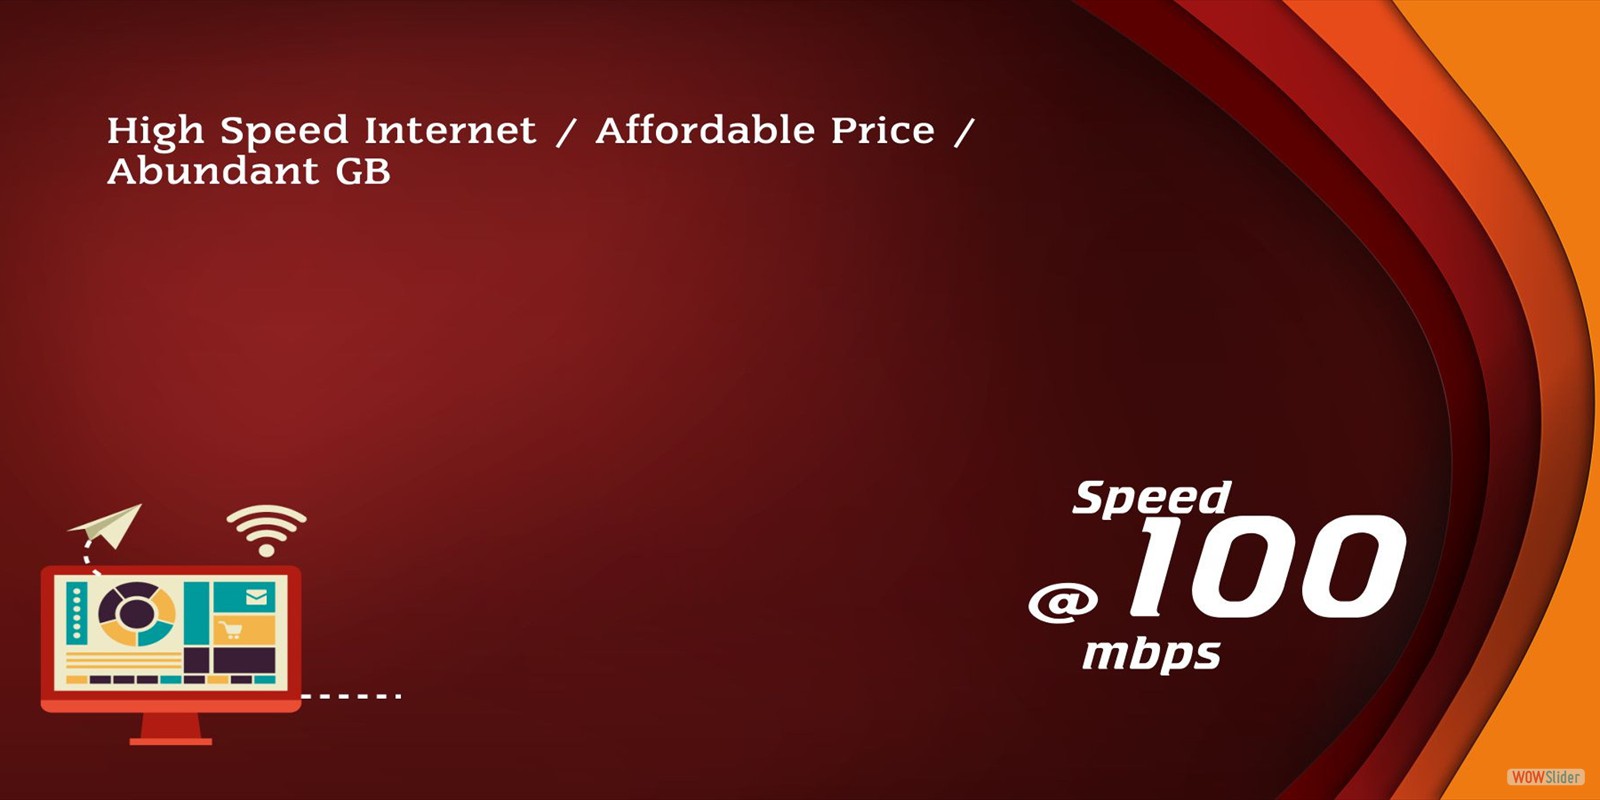 High Speed Internet / Affordable Price /
Abundant GB
Speed
@ 100
mbps
WOWSlider